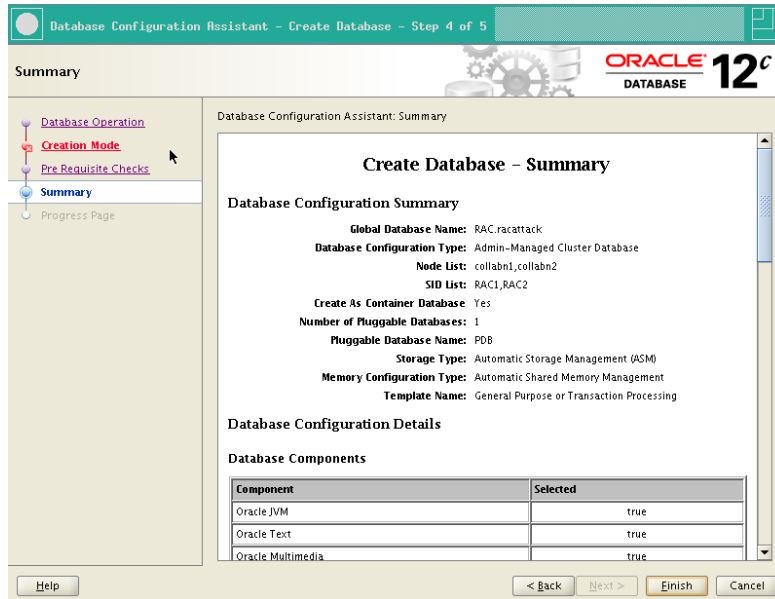 Database Configuration Assistant - Create Database - Step 4 of 5
Summary
ORACLE
DATABASE
12c
Database Operation
Creation Mode
Pre Requisite Checks
Summary
Progress Page
Database Configuration Assistant: Summary
Create Database - Summary
Database Configuration Summary
Global Database Name: RAC.racattack
Database Configuration Type: Admin-Managed Cluster Database
Node List: collabn1,collabn2
SID List: RAC1,RAC2
Create As Container Database Yes
Number of Pluggable Databases: 1
Pluggable Database Name: PDB
Storage Type: Automatic Storage Management (ASM)
Memory Configuration Type: Automatic Shared Memory Management
Template Name: General Purpose or Transaction Processing
Database Configuration Details
Database Components
Component Selected
Oracle JVM true
Oracle Text true
Oracle Multimedia true
Help
< Back
Next >
Finish
Cancel